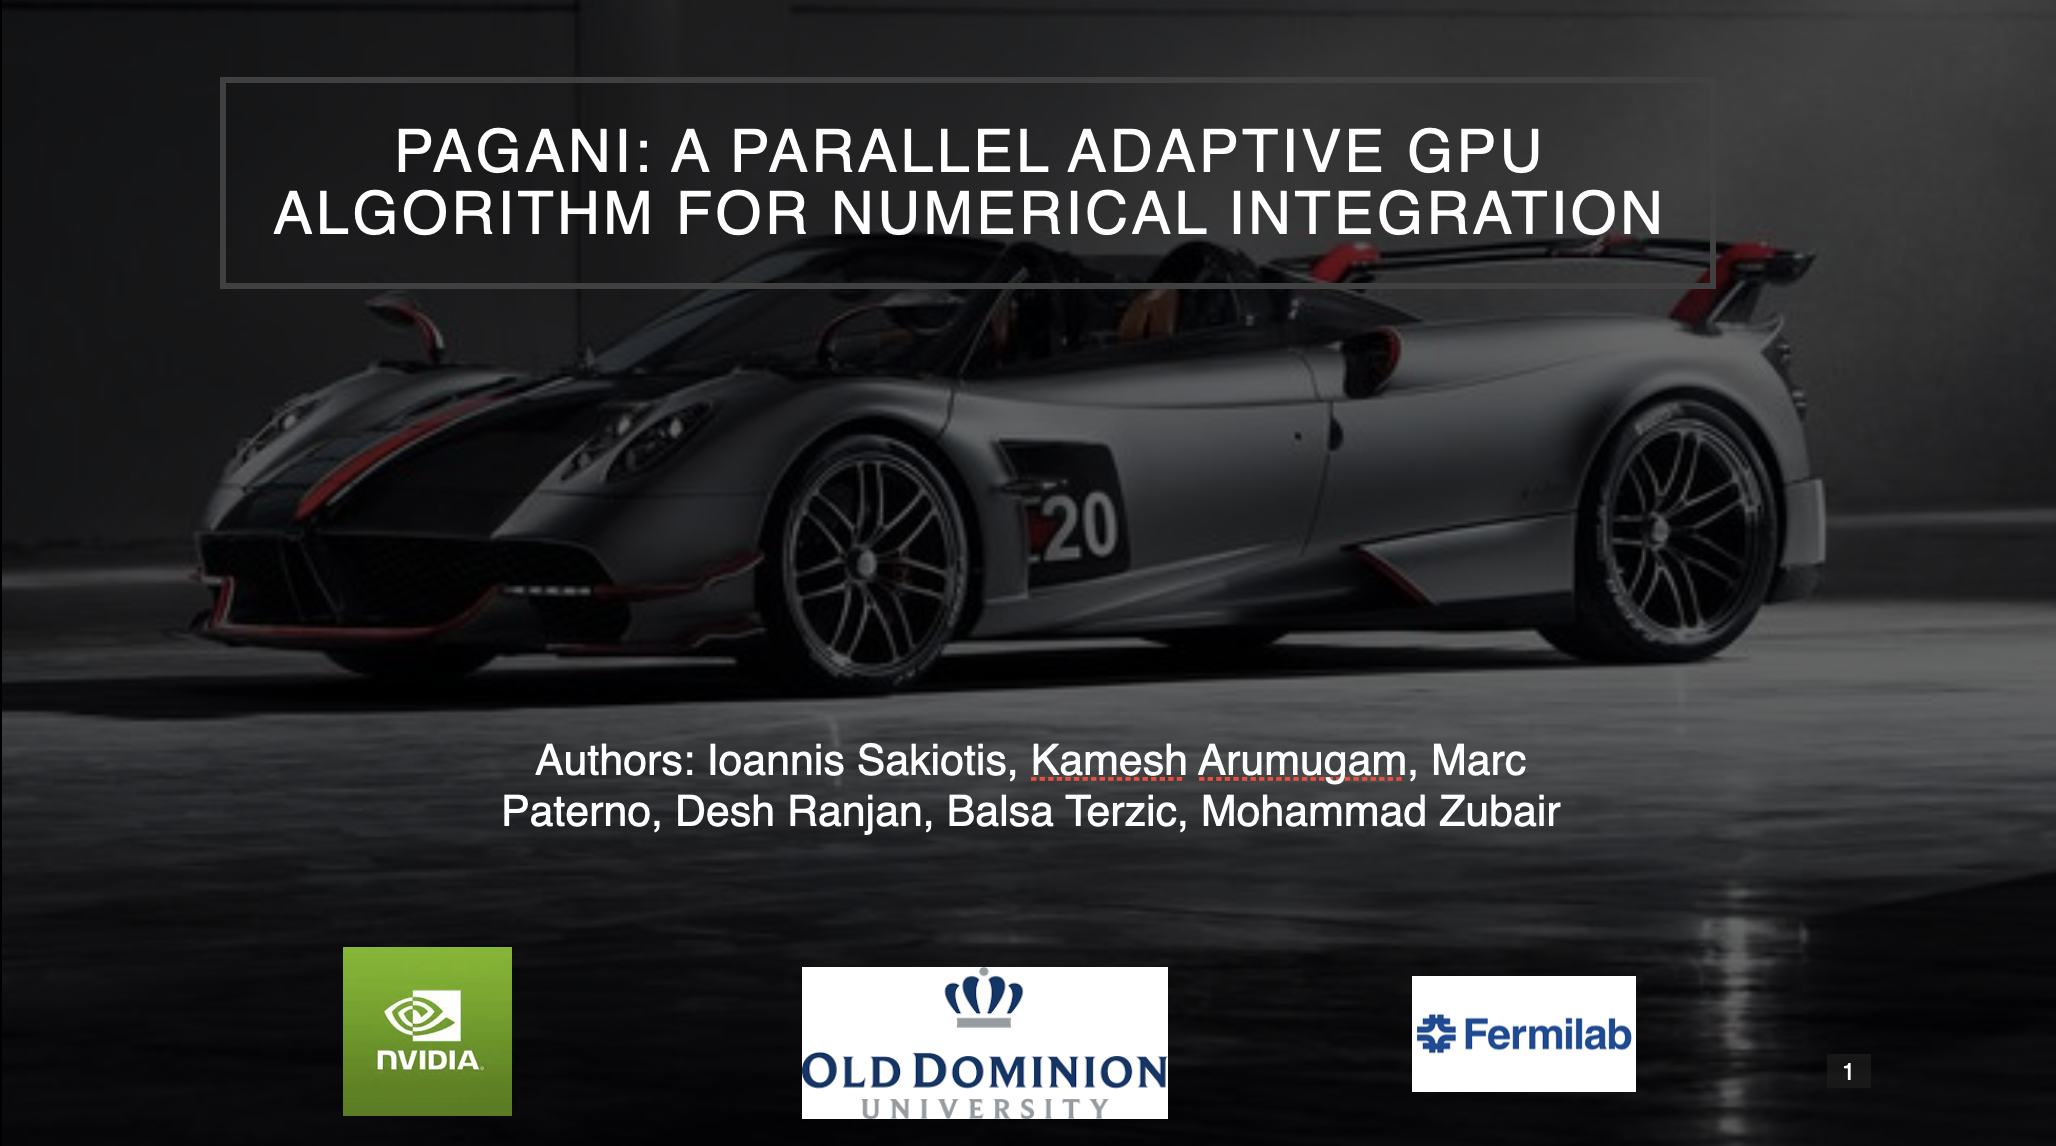 PAGANI: A PARALLEL ADAPTIVE GPU
ALGORITHM FOR NUMERICAL INTEGRATION
20
Authors: Ioannis Sakiotis, Kamesh Arumugam, Marc
Paterno, Desh Ranjan, Balsa Terzic, Mohammad Zubair
NVIDIA.
OLD DOMINION
UNIVERSITY
Fermilab
1